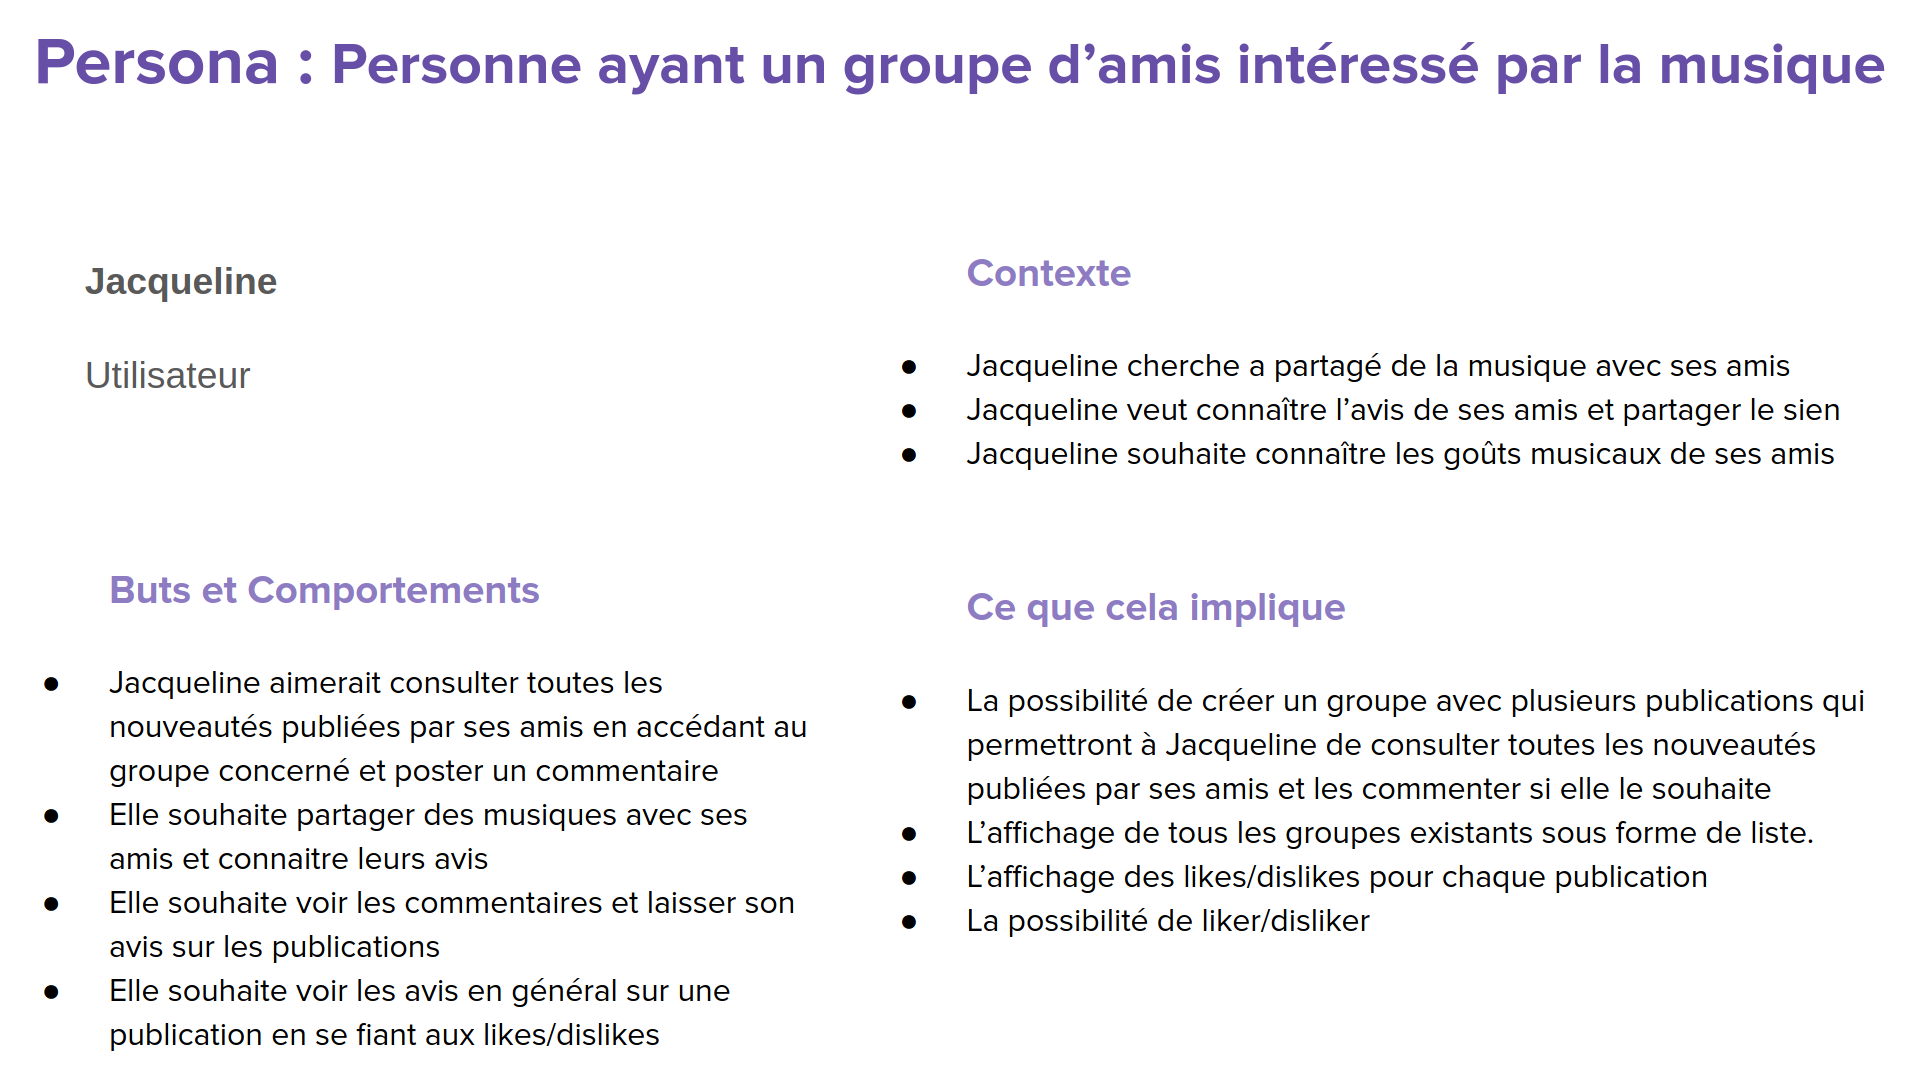 Persona : Personne ayant un groupe d’amis intéressé par la musique
Jacqueline
Utilisateur
Contexte
● Jacqueline cherche a partagé de la musique avec ses amis
● Jacqueline veut connaître l’avis de ses amis et partager le sien
● Jacqueline souhaite connaître les goûts musicaux de ses amis
Buts et Comportements
● Jacqueline aimerait consulter toutes les
nouveautés publiées par ses amis en accédant au
groupe concerné et poster un commentaire
● Elle souhaite partager des musiques avec ses
amis et connaitre leurs avis
● Elle souhaite voir les commentaires et laisser son
avis sur les publications
● Elle souhaite voir les avis en général sur une
publication en se fiant aux likes/dislikes
Ce que cela implique
● La possibilité de créer un groupe avec plusieurs publications qui
permettront à Jacqueline de consulter toutes les nouveautés
publiées par ses amis et les commenter si elle le souhaite
● L’affichage de tous les groupes existants sous forme de liste.
● L’affichage des likes/dislikes pour chaque publication
● La possibilité de liker/disliker